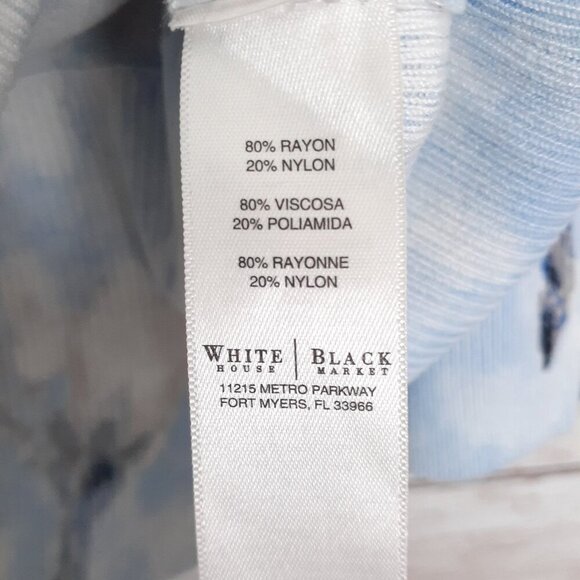 80% RAYON
20% NYLON
80% VISCOSA
20% POLIAMIDA
80% RAYONNE
20% NYLON
WHITE | BLACK
HOUSE MARKET
11215 METRO PARKWAY
FORT MYERS, FL 33966